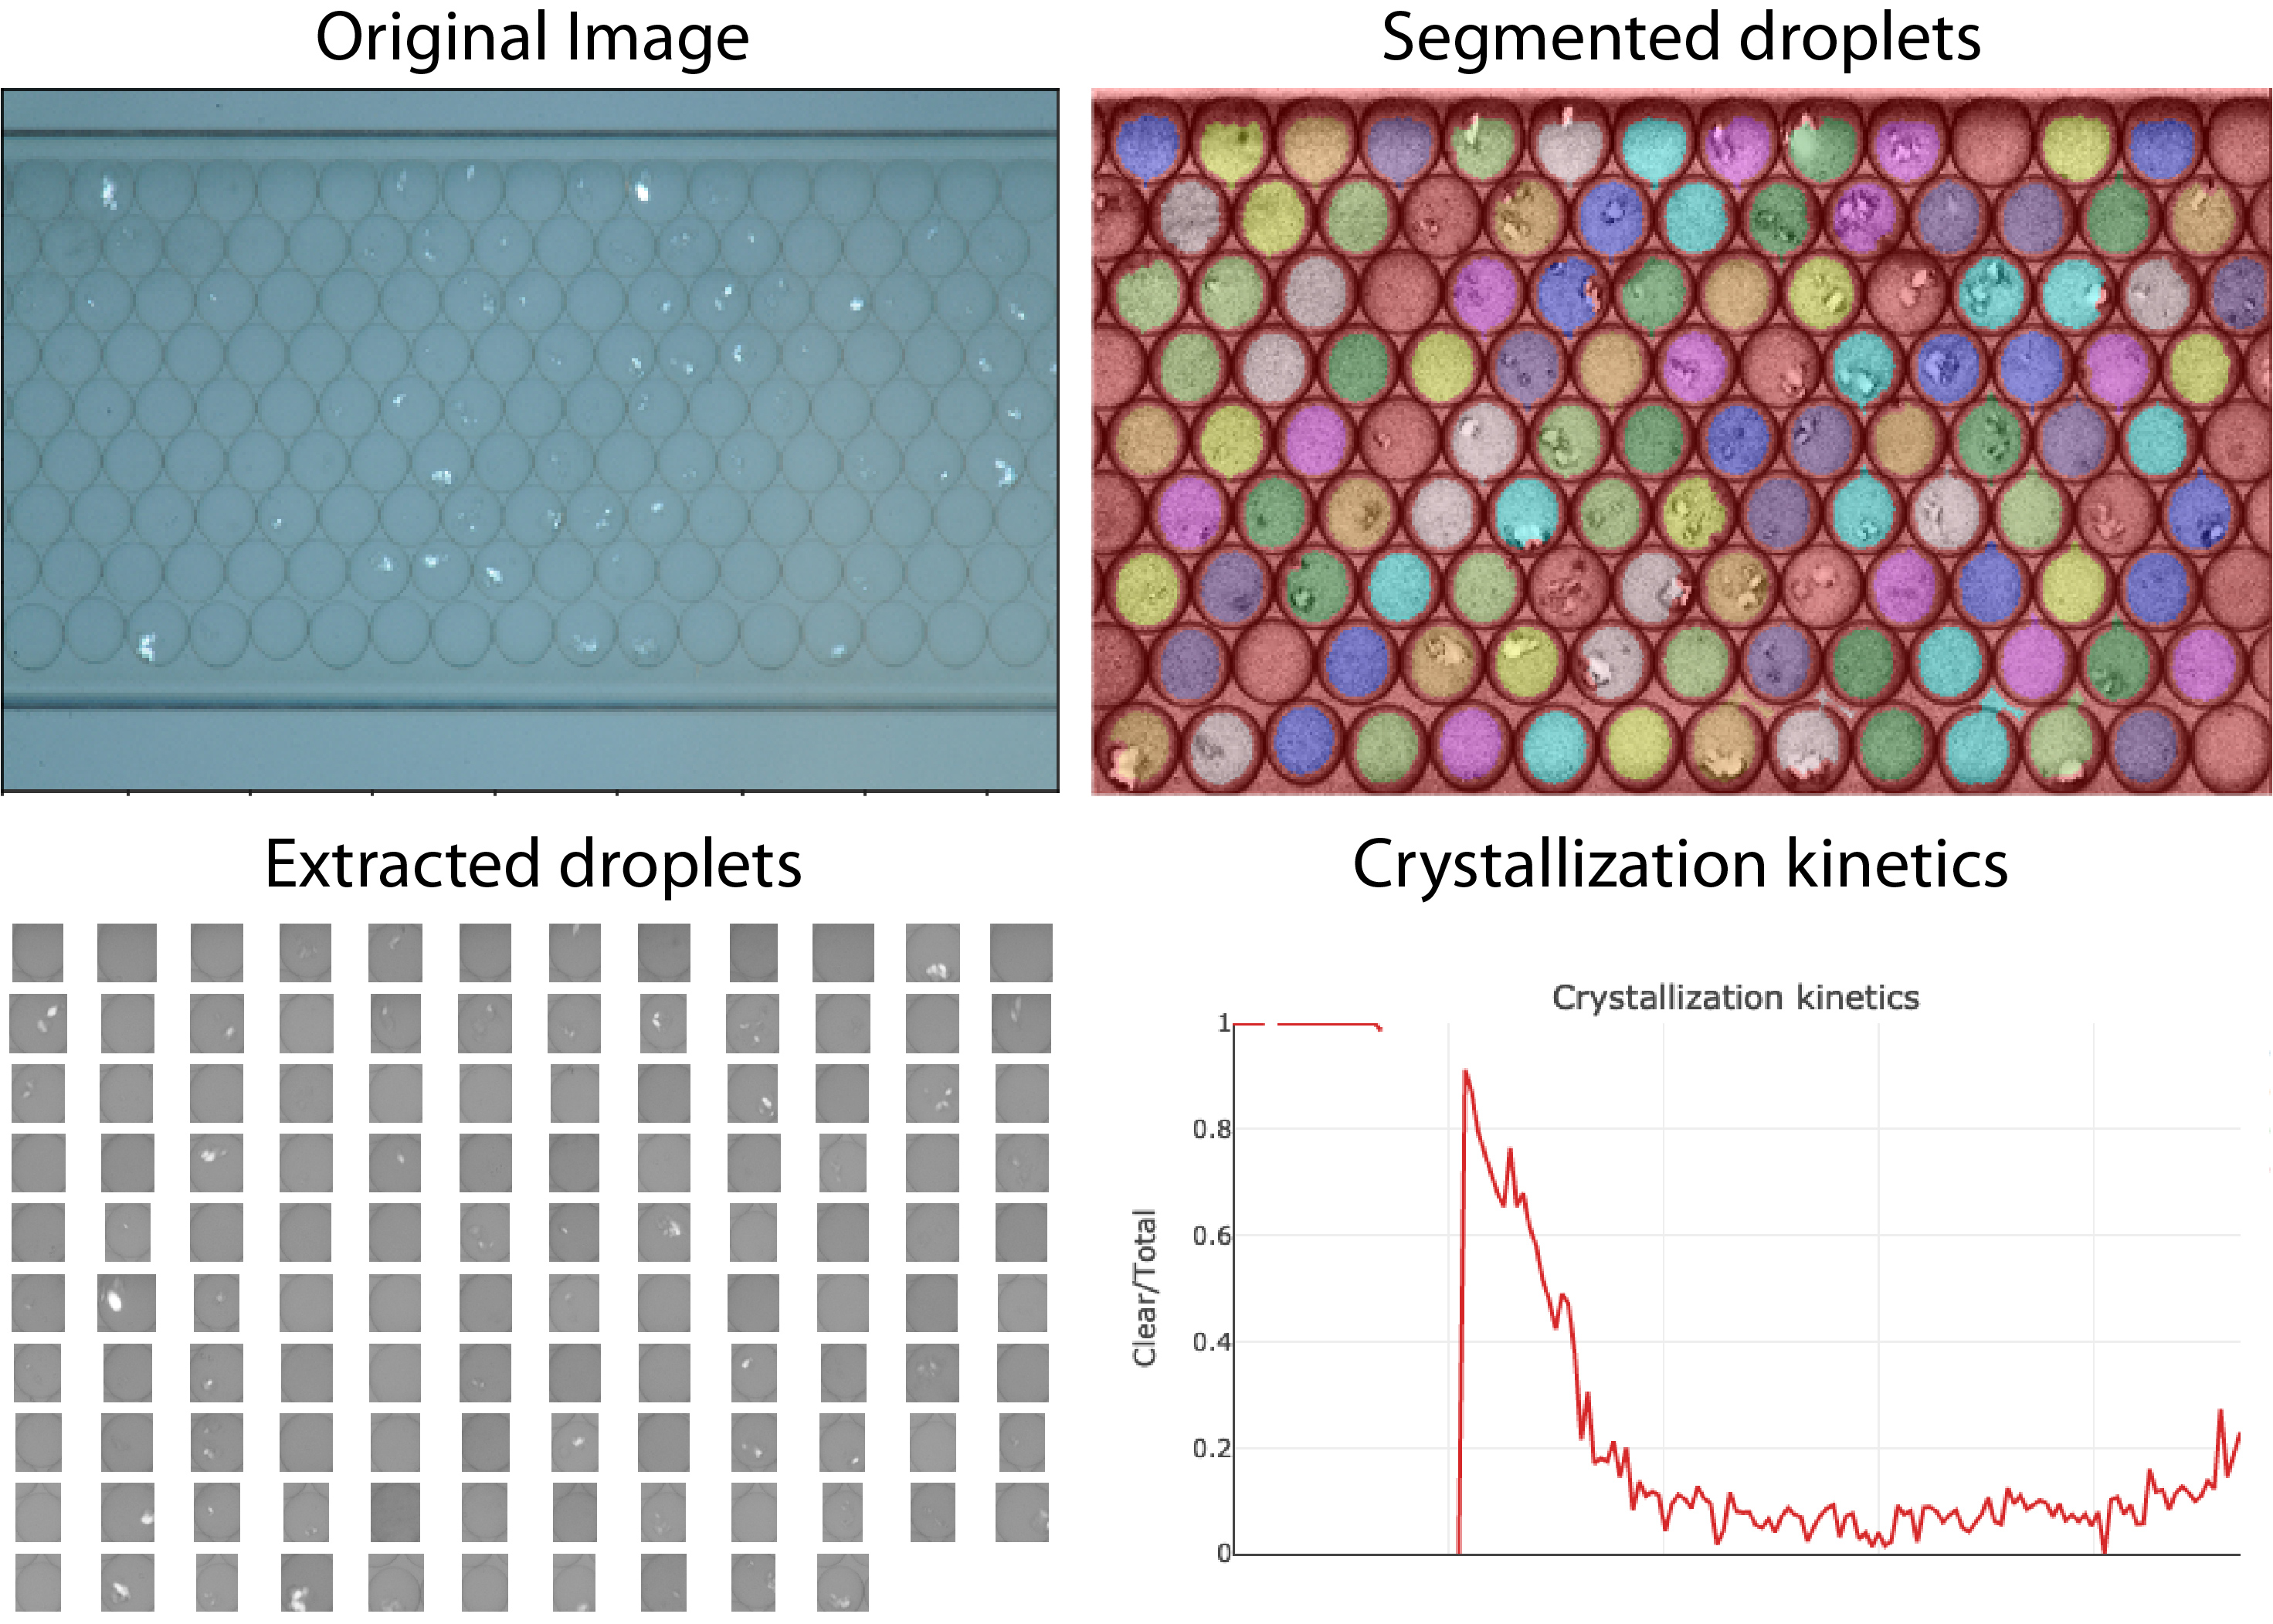 Original Image
Segmented droplets
Extracted droplets
Crystallization kinetics
Crystallization kinetics
Clear/Total
1
0.8
0.6
0.4
0.2
0